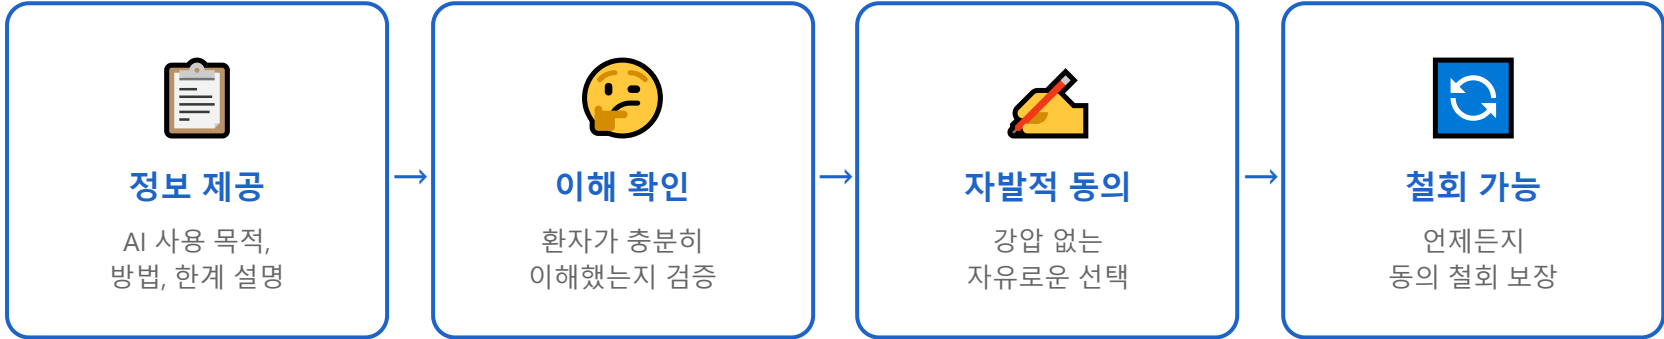 정보 제공
AI 사용 목적,
방법, 한계 설명
→
이해 확인
환자가 충분히
이해했는지 검증
→
자발적 동의
강압 없는
자유로운 선택
→
철회 가능
언제든지
동의 철회 보장